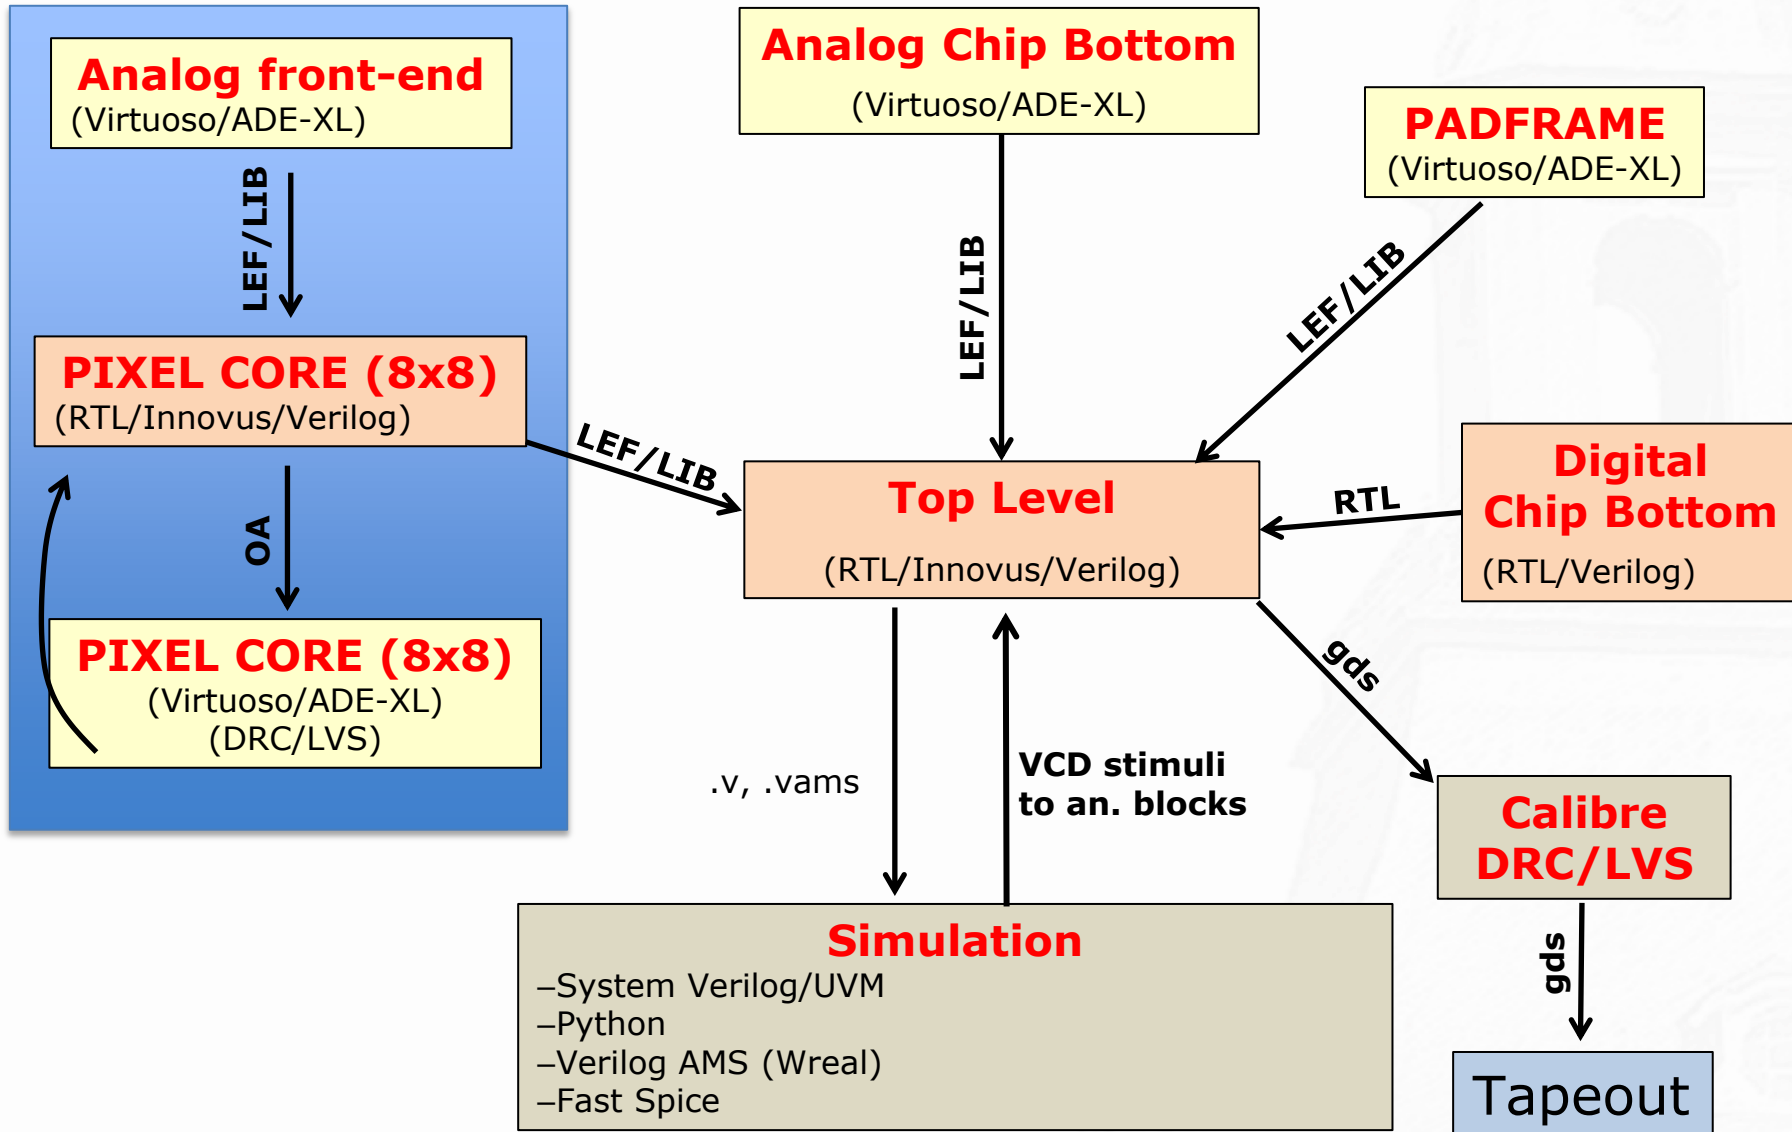 Analog front-end
(Virtuoso/ADE-XL)
LEF/LIB
PIXEL CORE (8x8)
(RTL/Innovus/Verilog)
OA
PIXEL CORE (8x8)
(Virtuoso/ADE-XL)
(DRC/LVS)
LEF/LIB
Analog Chip Bottom
(Virtuoso/ADE-XL)
LEF/LIB
PADFRAME
(Virtuoso/ADE-XL)
LEF/LIB
Top Level
(RTL/Innovus/Verilog)
RTL
Digital
Chip Bottom
(RTL/Verilog)
.v, .vams
VCD stimuli
to an. blocks
gds
Calibre
DRC/LVS
gds
Simulation
–System Verilog/UVM
–Python
–Verilog AMS (Wreal)
–Fast Spice
Tapeout